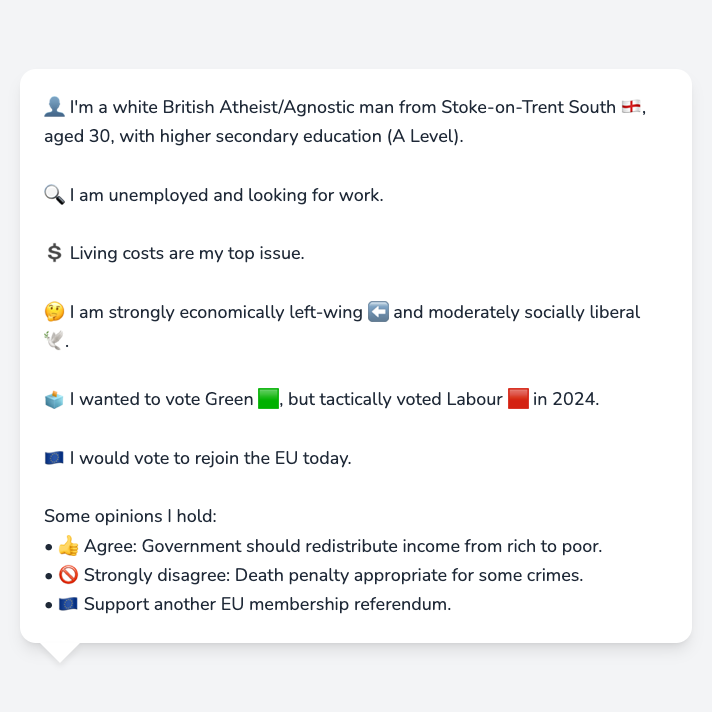 👤 I'm a white British Atheist/Agnostic man from Stoke-on-Trent South 🏴󠁧󠁢󠁥󠁮󠁧󠁿,
aged 30, with higher secondary education (A Level).
🔍 I am unemployed and looking for work.
💲 Living costs are my top issue.
🤔 I am strongly economically left-wing ⬅️ and moderately socially liberal
🕊️.
🗳️ I wanted to vote Green 🟩, but tactically voted Labour 🟥 in 2024.
🇪🇺 I would vote to rejoin the EU today.
Some opinions I hold:
• 👍 Agree: Government should redistribute income from rich to poor.
• 🚫 Strongly disagree: Death penalty appropriate for some crimes.
• 🇪🇺 Support another EU membership referendum.